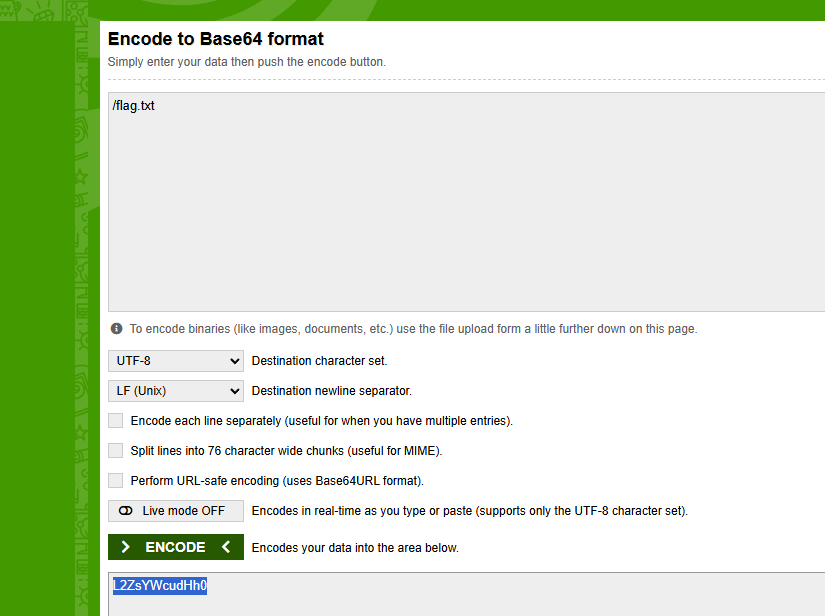 Encode to Base64 format
Simply enter your data then push the encode button.
/flag.txt
To encode binaries (like images, documents, etc.) use the file upload form a little further down on this page.
UTF-8 Destination character set.
LF (Unix) Destination newline separator.
Encode each line separately (useful for when you have multiple entries).
Split lines into 76 character wide chunks (useful for MIME).
Perform URL-safe encoding (uses Base64URL format).
Live mode OFF Encodes in real-time as you type or paste (supports only the UTF-8 character set).
ENCODE Encodes your data into the area below.
L2ZsYWcudHh0